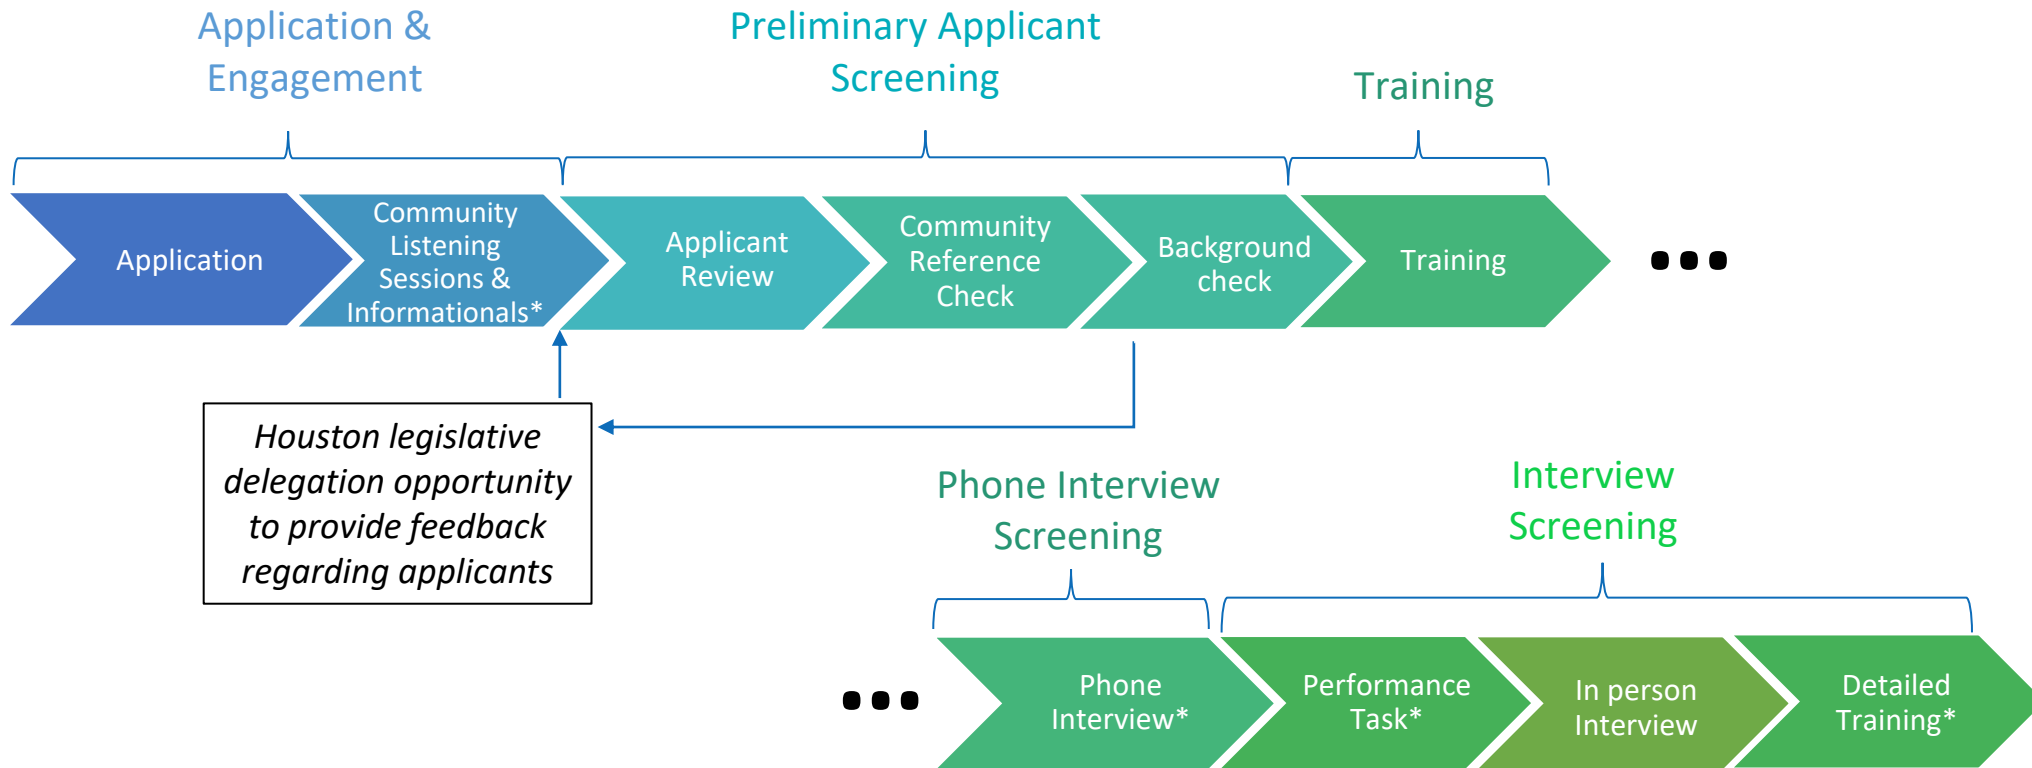 Application &
Engagement
Preliminary Applicant
Screening
Training
Application
Community
Listening
Sessions &
Informationals*
Applicant
Review
Community
Reference
Check
Background
check
Training
...
Houston legislative
delegation opportunity
to provide feedback
regarding applicants
Phone Interview
Screening
Interview
Screening
...
Phone
Interview*
Performance
Task*
In person
Interview
Detailed
Training*